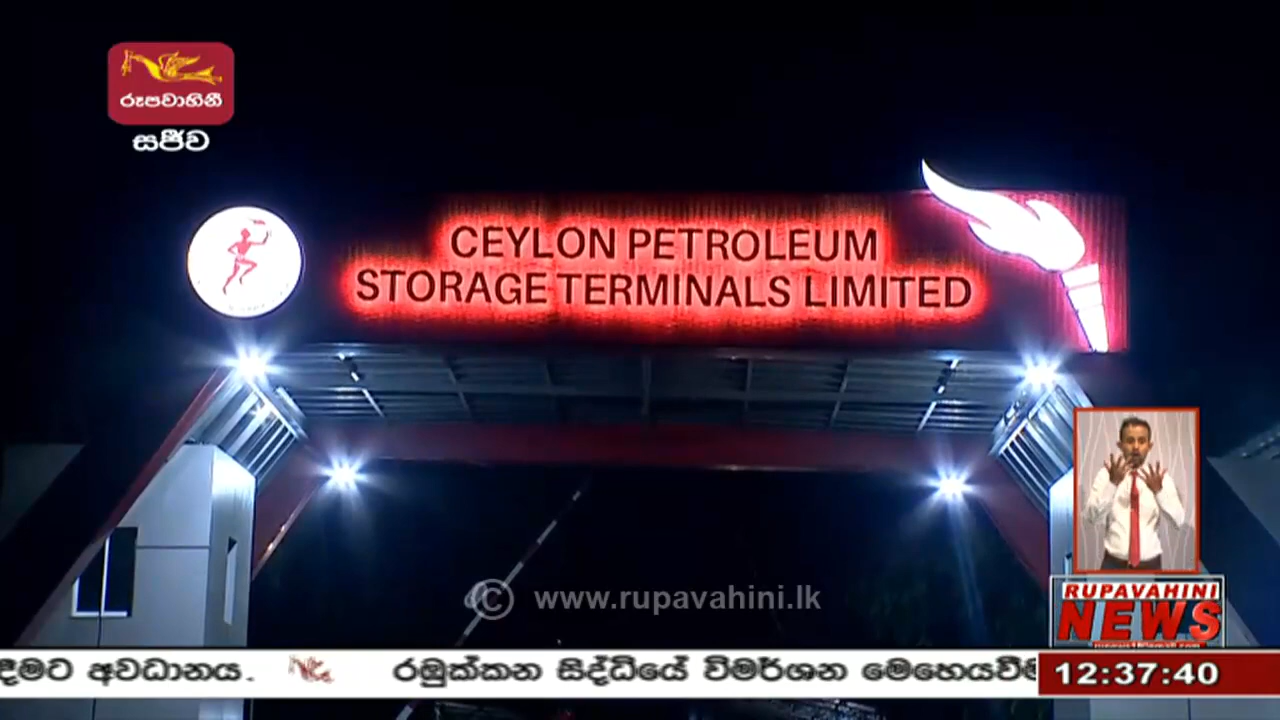 රූපවාහිනී
සජීව
CEYLON PETROLEUM
STORAGE TERMINALS LIMITED
© www.rupavahini.lk
RUPAVAHINI
NEWS
දීමට අවධානය.
රඹුක්කන සිද්ධියේ විමර්ශන මෙහෙයවීම
12:37:40